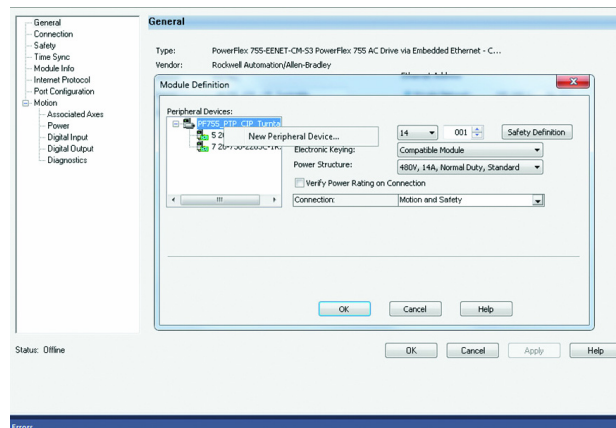 General
Connection
Safety
Time Sync
Module Info
Internet Protocol
Port Configuration
Motion
Associated Axes
Power
Digital Input
Digital Output
Diagnostics
General
Type: PowerFlex 755-EENET-CM-S3 PowerFlex 755 AC Drive via Embedded Ethernet - C...
Vendor: Rockwell Automation/Allen-Bradley
Module Definition
Peripheral Devices:
PF755_PTP_CIP_Turnta
5 20
New Peripheral Device...
14 001 Safety Definition
Electronic Keying: Compatible Module
Power Structure: 480V, 14A, Normal Duty, Standard
Verify Power Rating on Connection
Connection: Motion and Safety
OK Cancel Help
Status: Offline
OK Cancel Apply Help
Errors